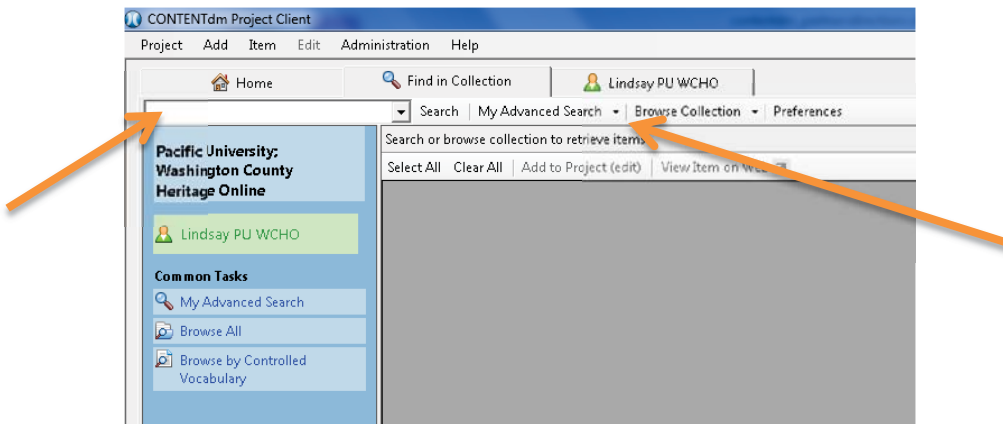 CONTENTdm Project Client
Project Add Item Edit Administration Help
Home Find in Collection Lindsay PU WCHO
Search My Advanced Search Browse Collection Preferences
Pacific University:
Washington County
Heritage Online
Search or browse collection to retrieve items
Select All Clear All Add to Project (edit) View Item on Web
Lindsay PU WCHO
Common Tasks
My Advanced Search
Browse All
Browse by Controlled
Vocabulary